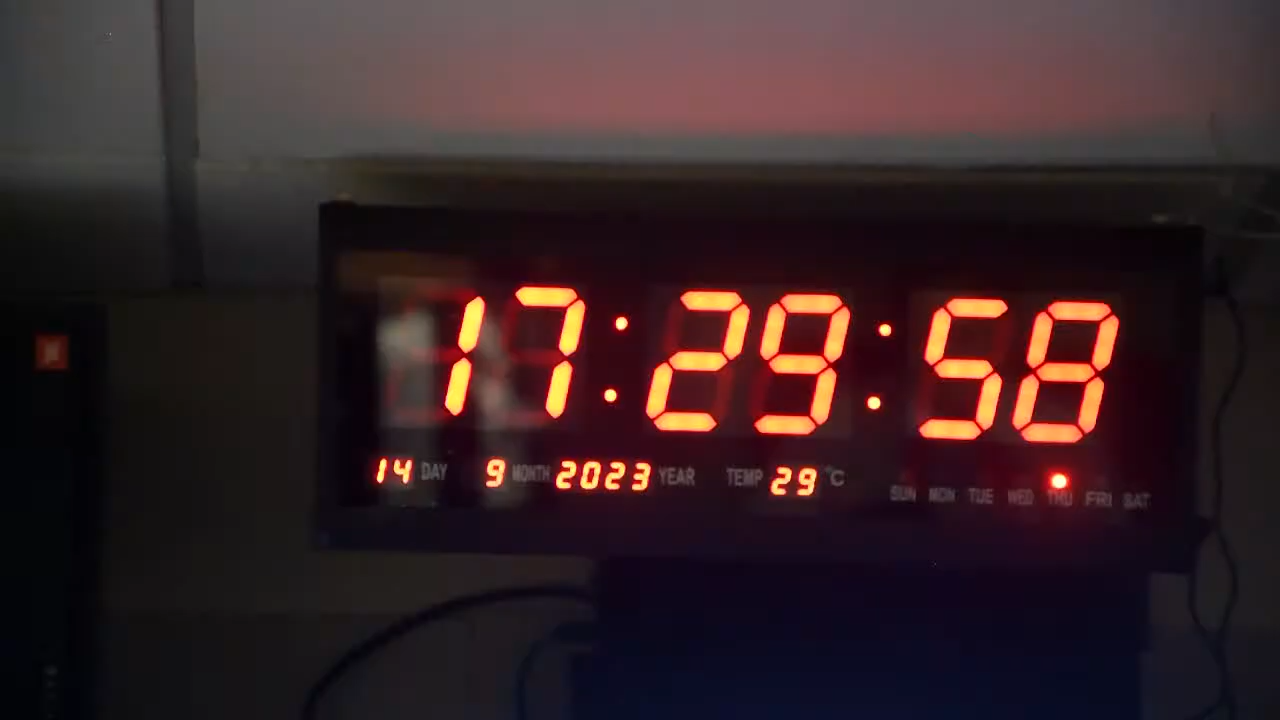 17:29:58
14 DAY 9 MONTH 2023 YEAR TEMP 29 °C
SUN MON TUE WED THU FRI SAT